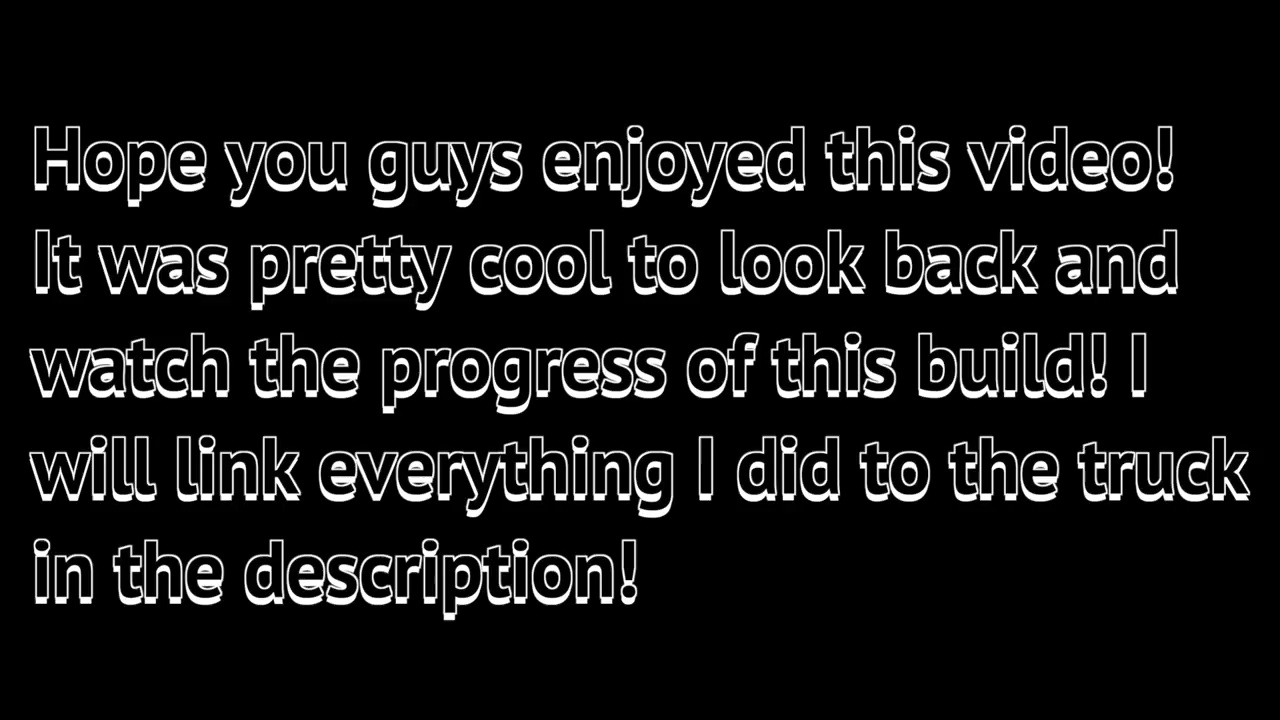 Hope you guys enjoyed this video!
It was pretty cool to look back and
watch the progress of this build! I
will link everything I did to the truck
in the description!